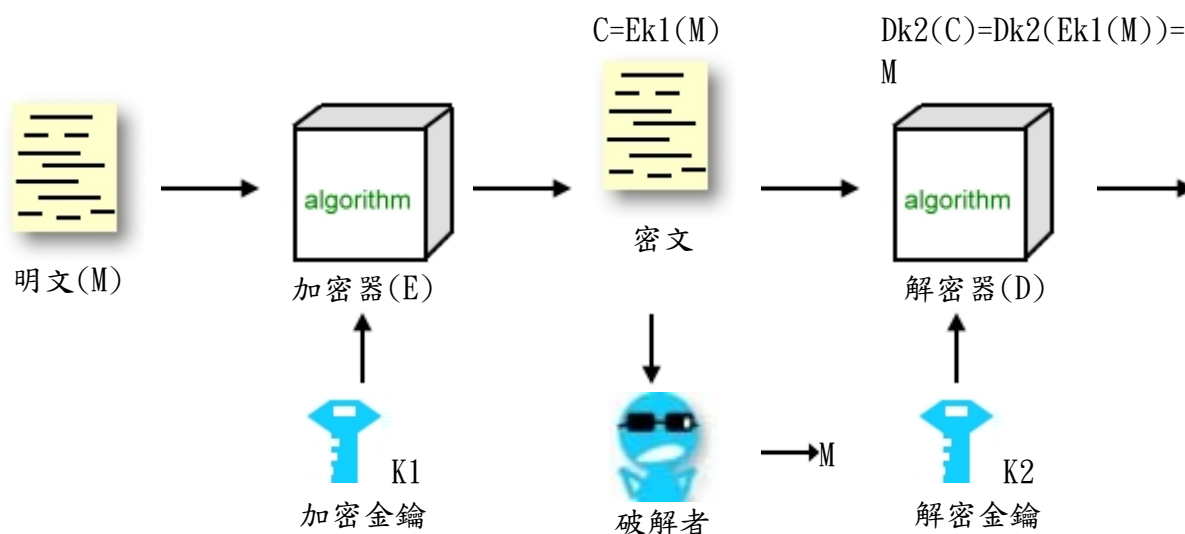 C=Ek1(M)
Dk2(C)=Dk2(Ek1(M))=
M
algorithm
algorithm
密文
明文(M)
加密器(E)
解密器(D)
M
K1
K2
加密金鑰
破解者
解密金鑰